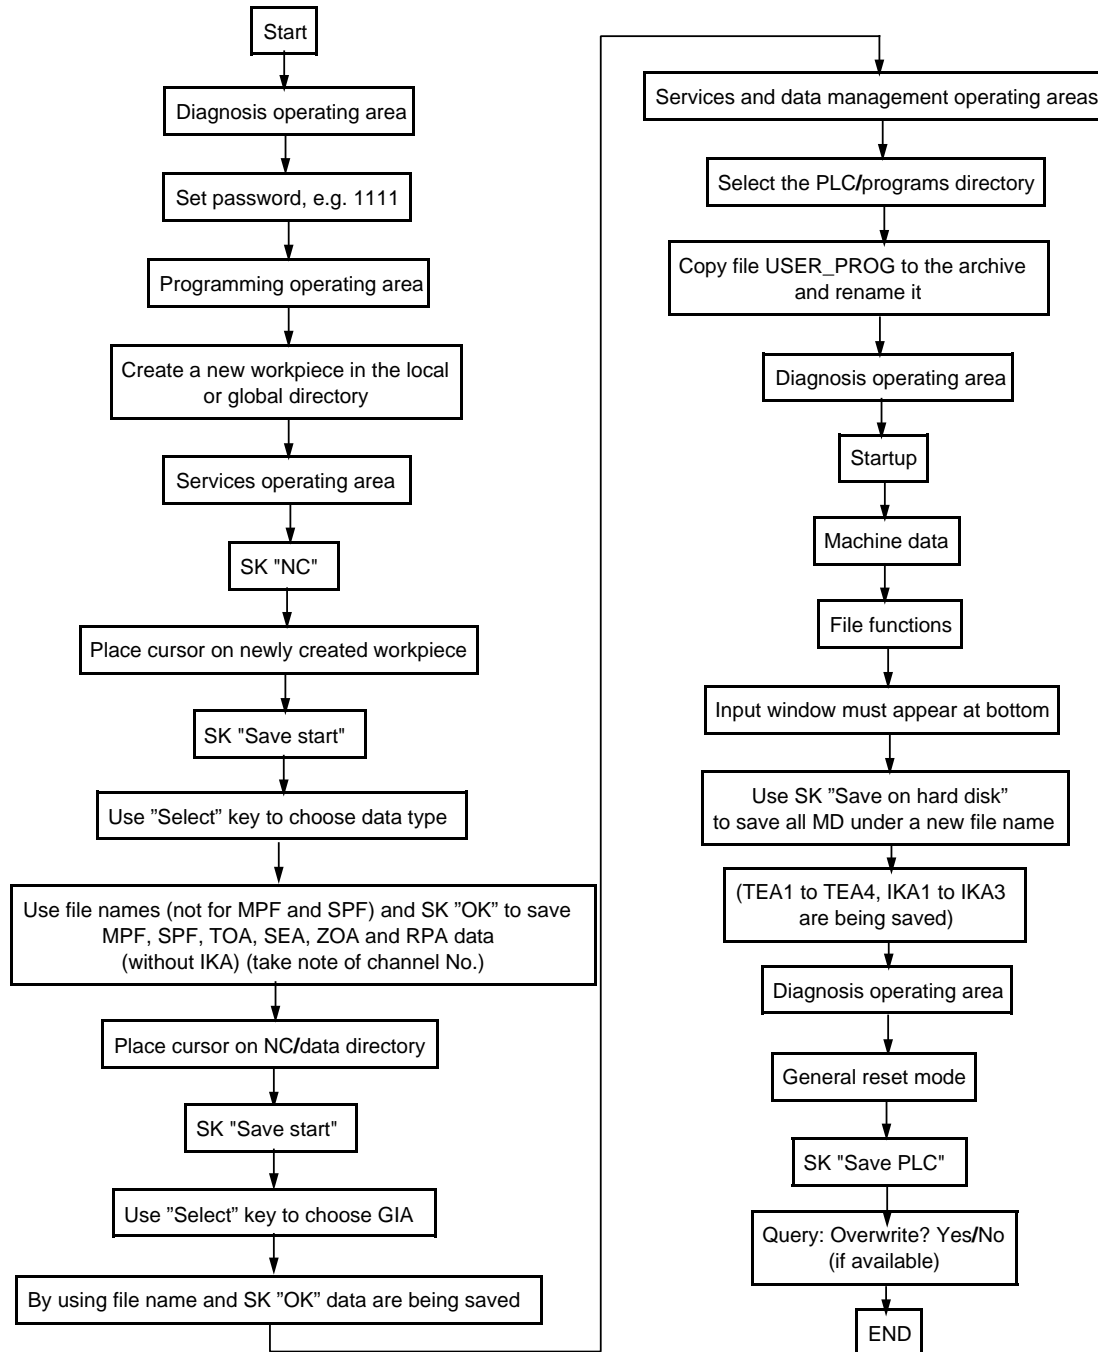 Start
Diagnosis operating area
Set password, e.g. 1111
Programming operating area
Create a new workpiece in the local
or global directory
Services operating area
SK "NC"
Place cursor on newly created workpiece
SK "Save start"
Use ”Select” key to choose data type
Use file names (not for MPF and SPF) and SK ”OK” to save
MPF, SPF, TOA, SEA, ZOA and RPA data
(without IKA) (take note of channel No.)
Place cursor on NC/data directory
SK "Save start"
Use ”Select” key to choose GIA
By using file name and SK ”OK” data are being saved
Services and data management operating areas
Select the PLC/programs directory
Copy file USER_PROG to the archive
and rename it
Diagnosis operating area
Startup
Machine data
File functions
Input window must appear at bottom
Use SK ”Save on hard disk”
to save all MD under a new file name
(TEA1 to TEA4, IKA1 to IKA3
are being saved)
Diagnosis operating area
General reset mode
SK "Save PLC"
Query: Overwrite? Yes/No
(if available)
END